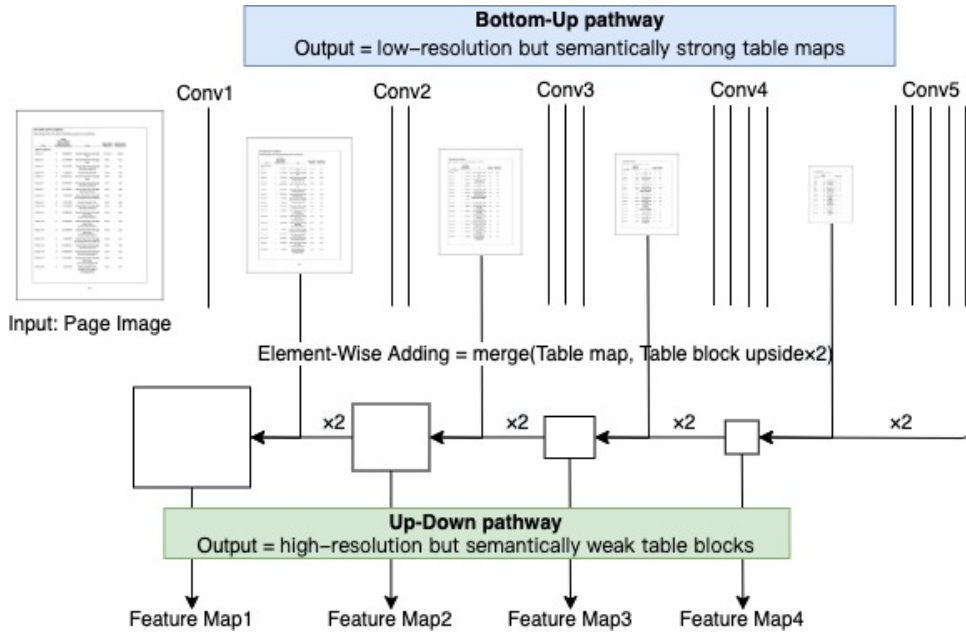 Bottom-Up pathway
Output = low-resolution but semantically strong table maps
Conv1
Conv2
Conv3
Conv4
Conv5
Input: Page Image
Element-Wise Adding = merge(Table map, Table block upside×2)
×2
×2
×2
×2
Up-Down pathway
Output = high-resolution but semantically weak table blocks
Feature Map1
Feature Map2
Feature Map3
Feature Map4